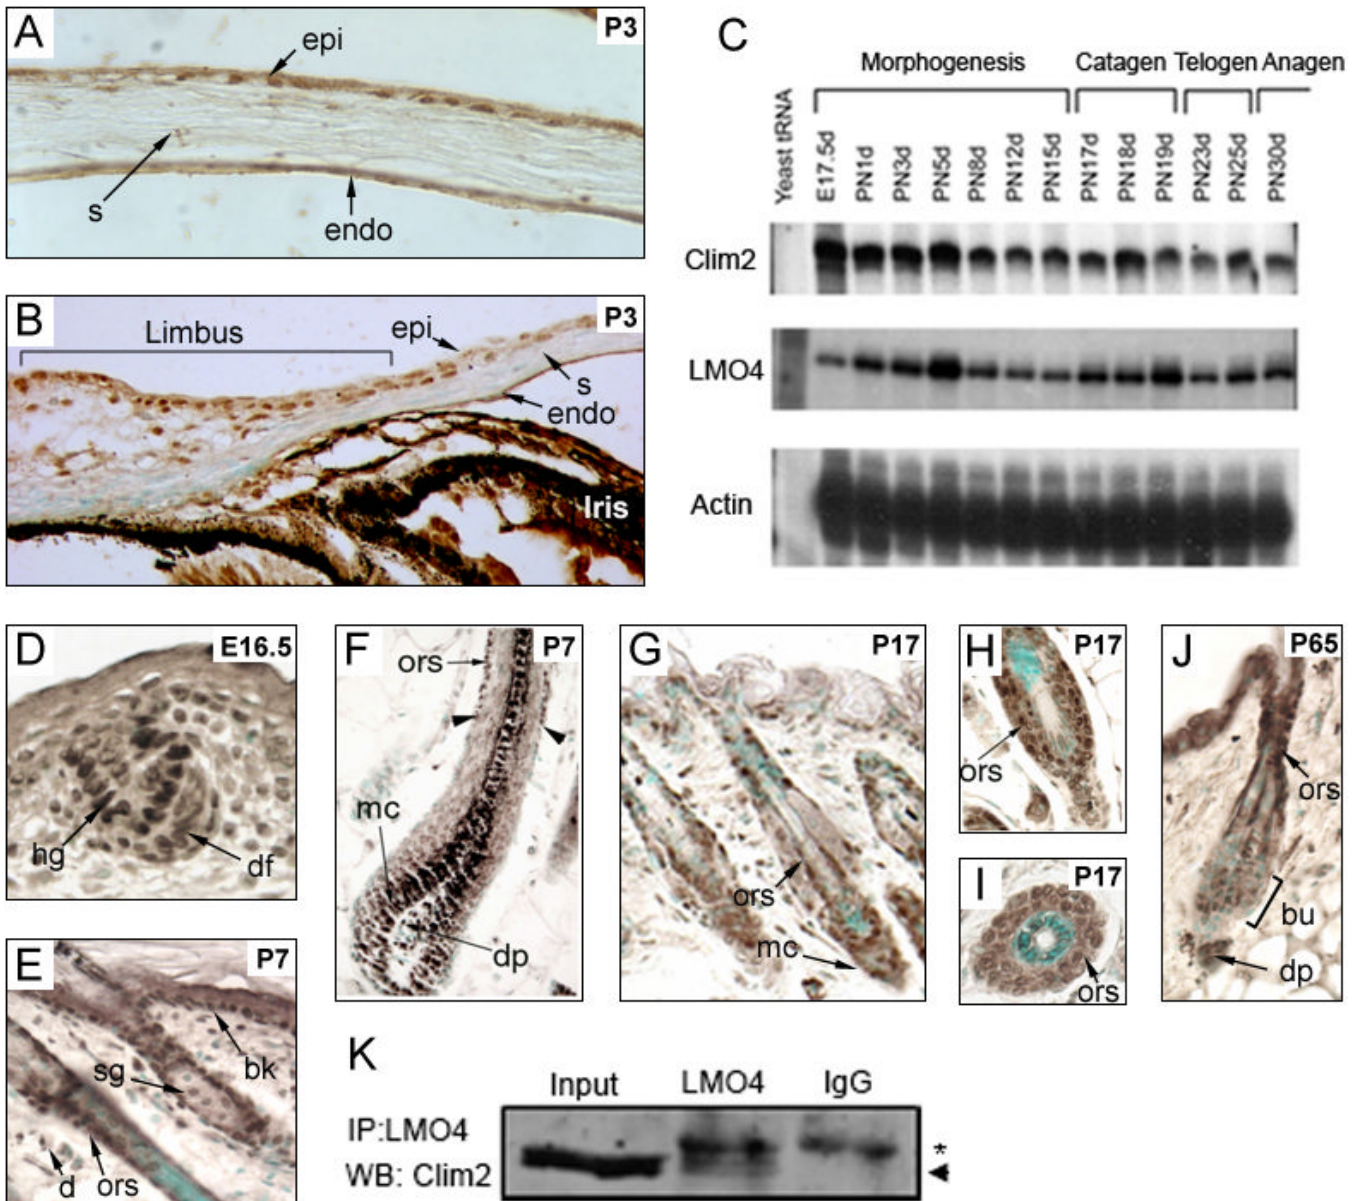 A
P3
epi
s
endo
B
P3
Limbus
epi
s
endo
Iris
C
Morphogenesis Catagen Telogen Anagen
Yeast tRNA
E17.5d
PN1d
PN3d
PN5d
PN8d
PN12d
PN15d
PN17d
PN18d
PN19d
PN23d
PN25d
PN30d
Clim2
LMO4
Actin
D
E16.5
hg
df
E
P7
sg
bk
d
ors
F
P7
ors
mc
dp
G
P17
ors
mc
H
P17
ors
I
P17
ors
J
P65
ors
bu
dp
K
Input LMO4 IgG
IP:LMO4
WB: Clim2
*